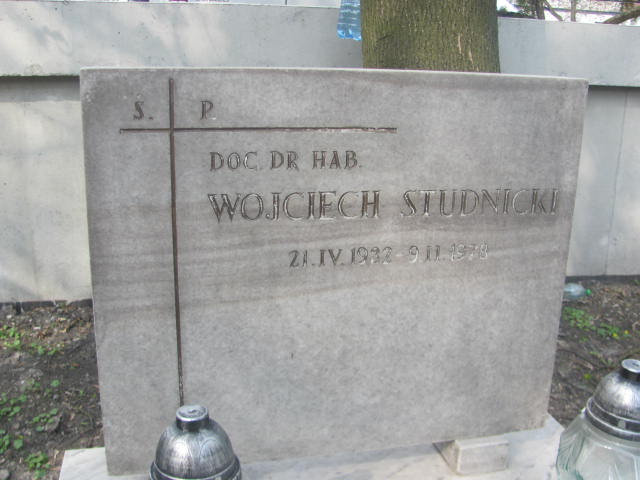 S. P.
DOC. DR HAB.
WOJCIECH STUDNICKI
21.IV.1932-9.II.1978